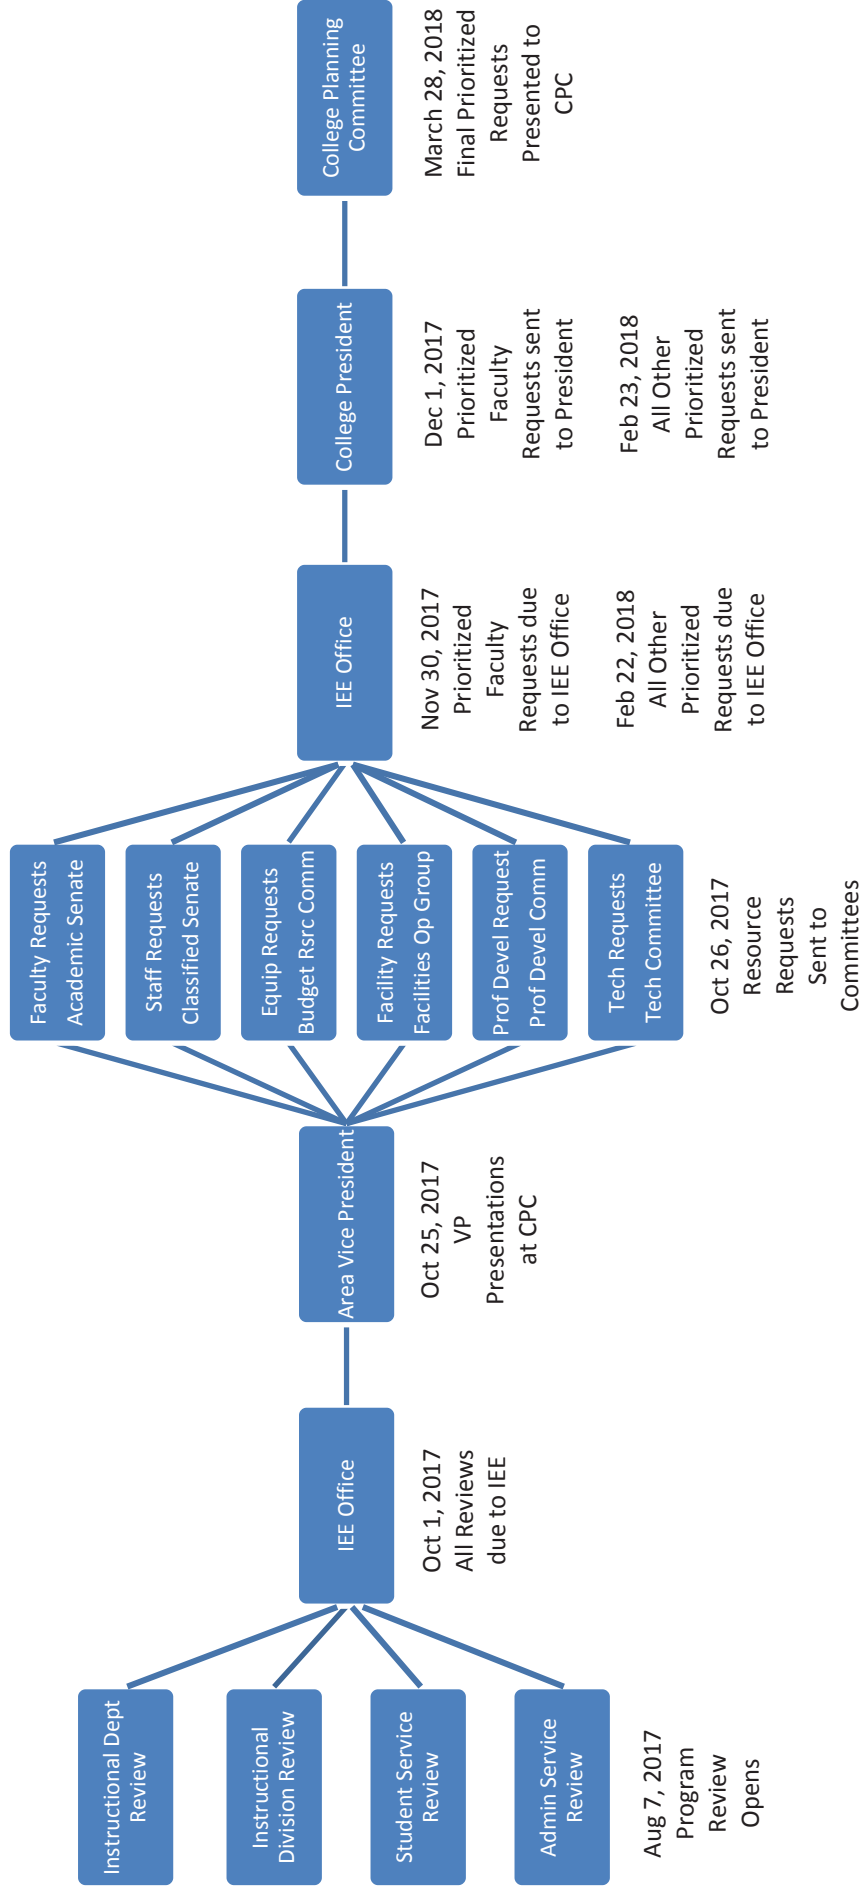 Instructional Dept
Review
Instructional
Division Review
Student Service
Review
Admin Service
Review
Aug 7, 2017
Program
Review
Opens
IEE Office
Oct 1, 2017
All Reviews
due to IEE
Area Vice President
Oct 25, 2017
VP
Presentations
at CPC
Faculty Requests
Academic Senate
Staff Requests
Classified Senate
Equip Requests
Budget Rsrc Comm
Facility Requests
Facilities Op Group
Prof Devel Request
Prof Devel Comm
Tech Requests
Tech Committee
Oct 26, 2017
Resource
Requests
Sent to
Committees
IEE Office
Nov 30, 2017
Prioritized
Faculty
Requests due
to IEE Office
Feb 22, 2018
All Other
Prioritized
Requests due
to IEE Office
College President
Dec 1, 2017
Prioritized
Faculty
Requests sent
to President
Feb 23, 2018
All Other
Prioritized
Requests sent
to President
College Planning
Committee
March 28, 2018
Final Prioritized
Requests
Presented to
CPC